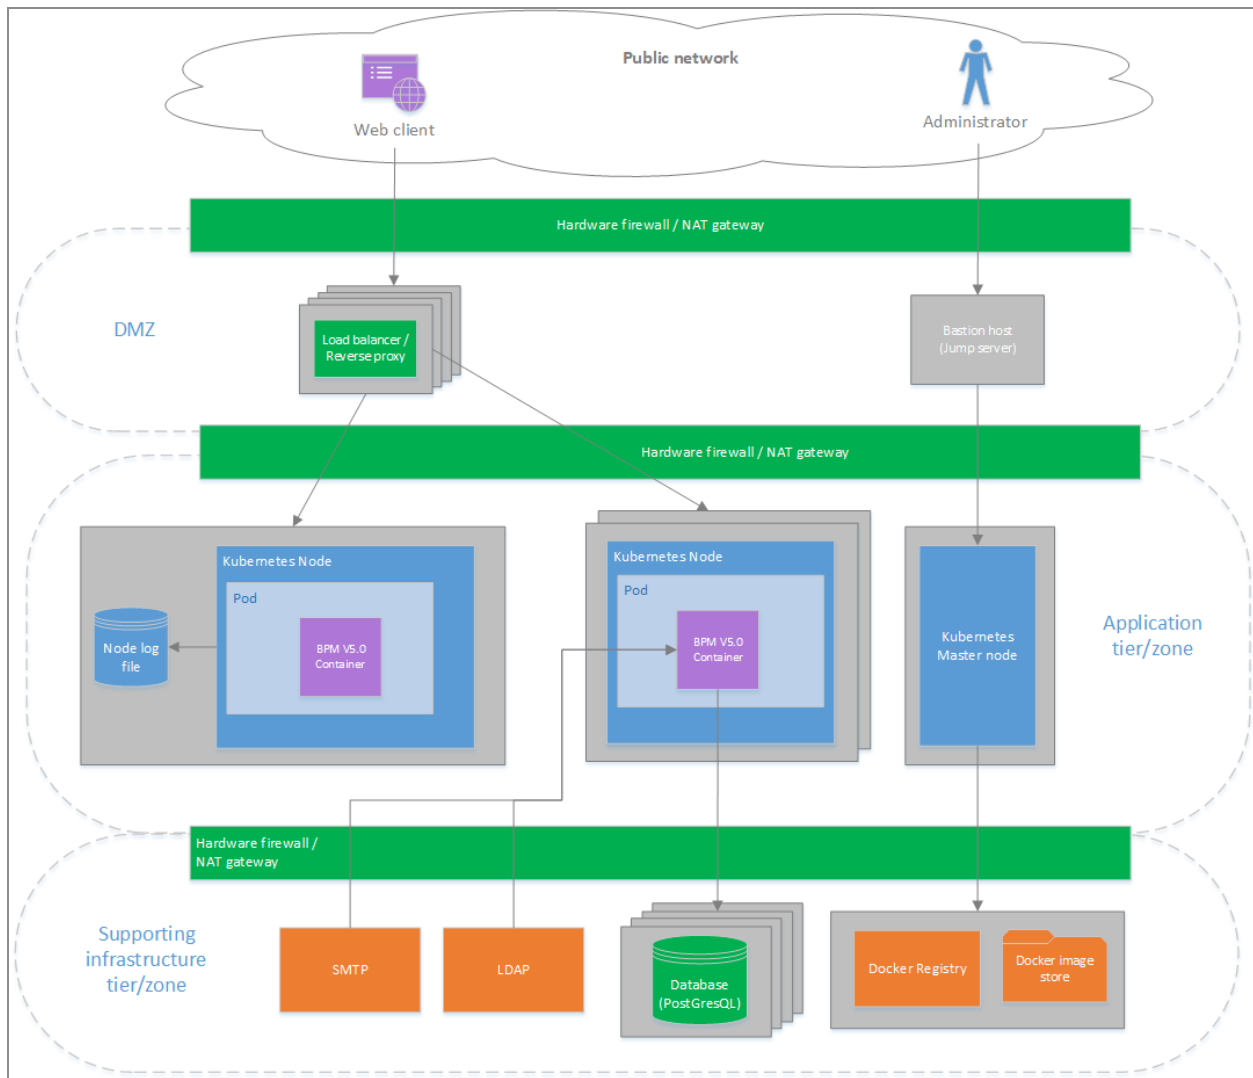 Public network
Web client
Administrator
Hardware firewall / NAT gateway
DMZ
Load balancer /
Reverse proxy
Bastion host
(Jump server)
Hardware firewall / NAT gateway
Kubernetes Node
Pod
BPM V5.0
Container
Node log
file
Kubernetes Node
Pod
BPM V5.0
Container
Kubernetes
Master node
Application
tier/zone
Hardware firewall /
NAT gateway
Supporting
infrastructure
tier/zone
SMTP
LDAP
Database
(PostGresQL)
Docker Registry
Docker image
store